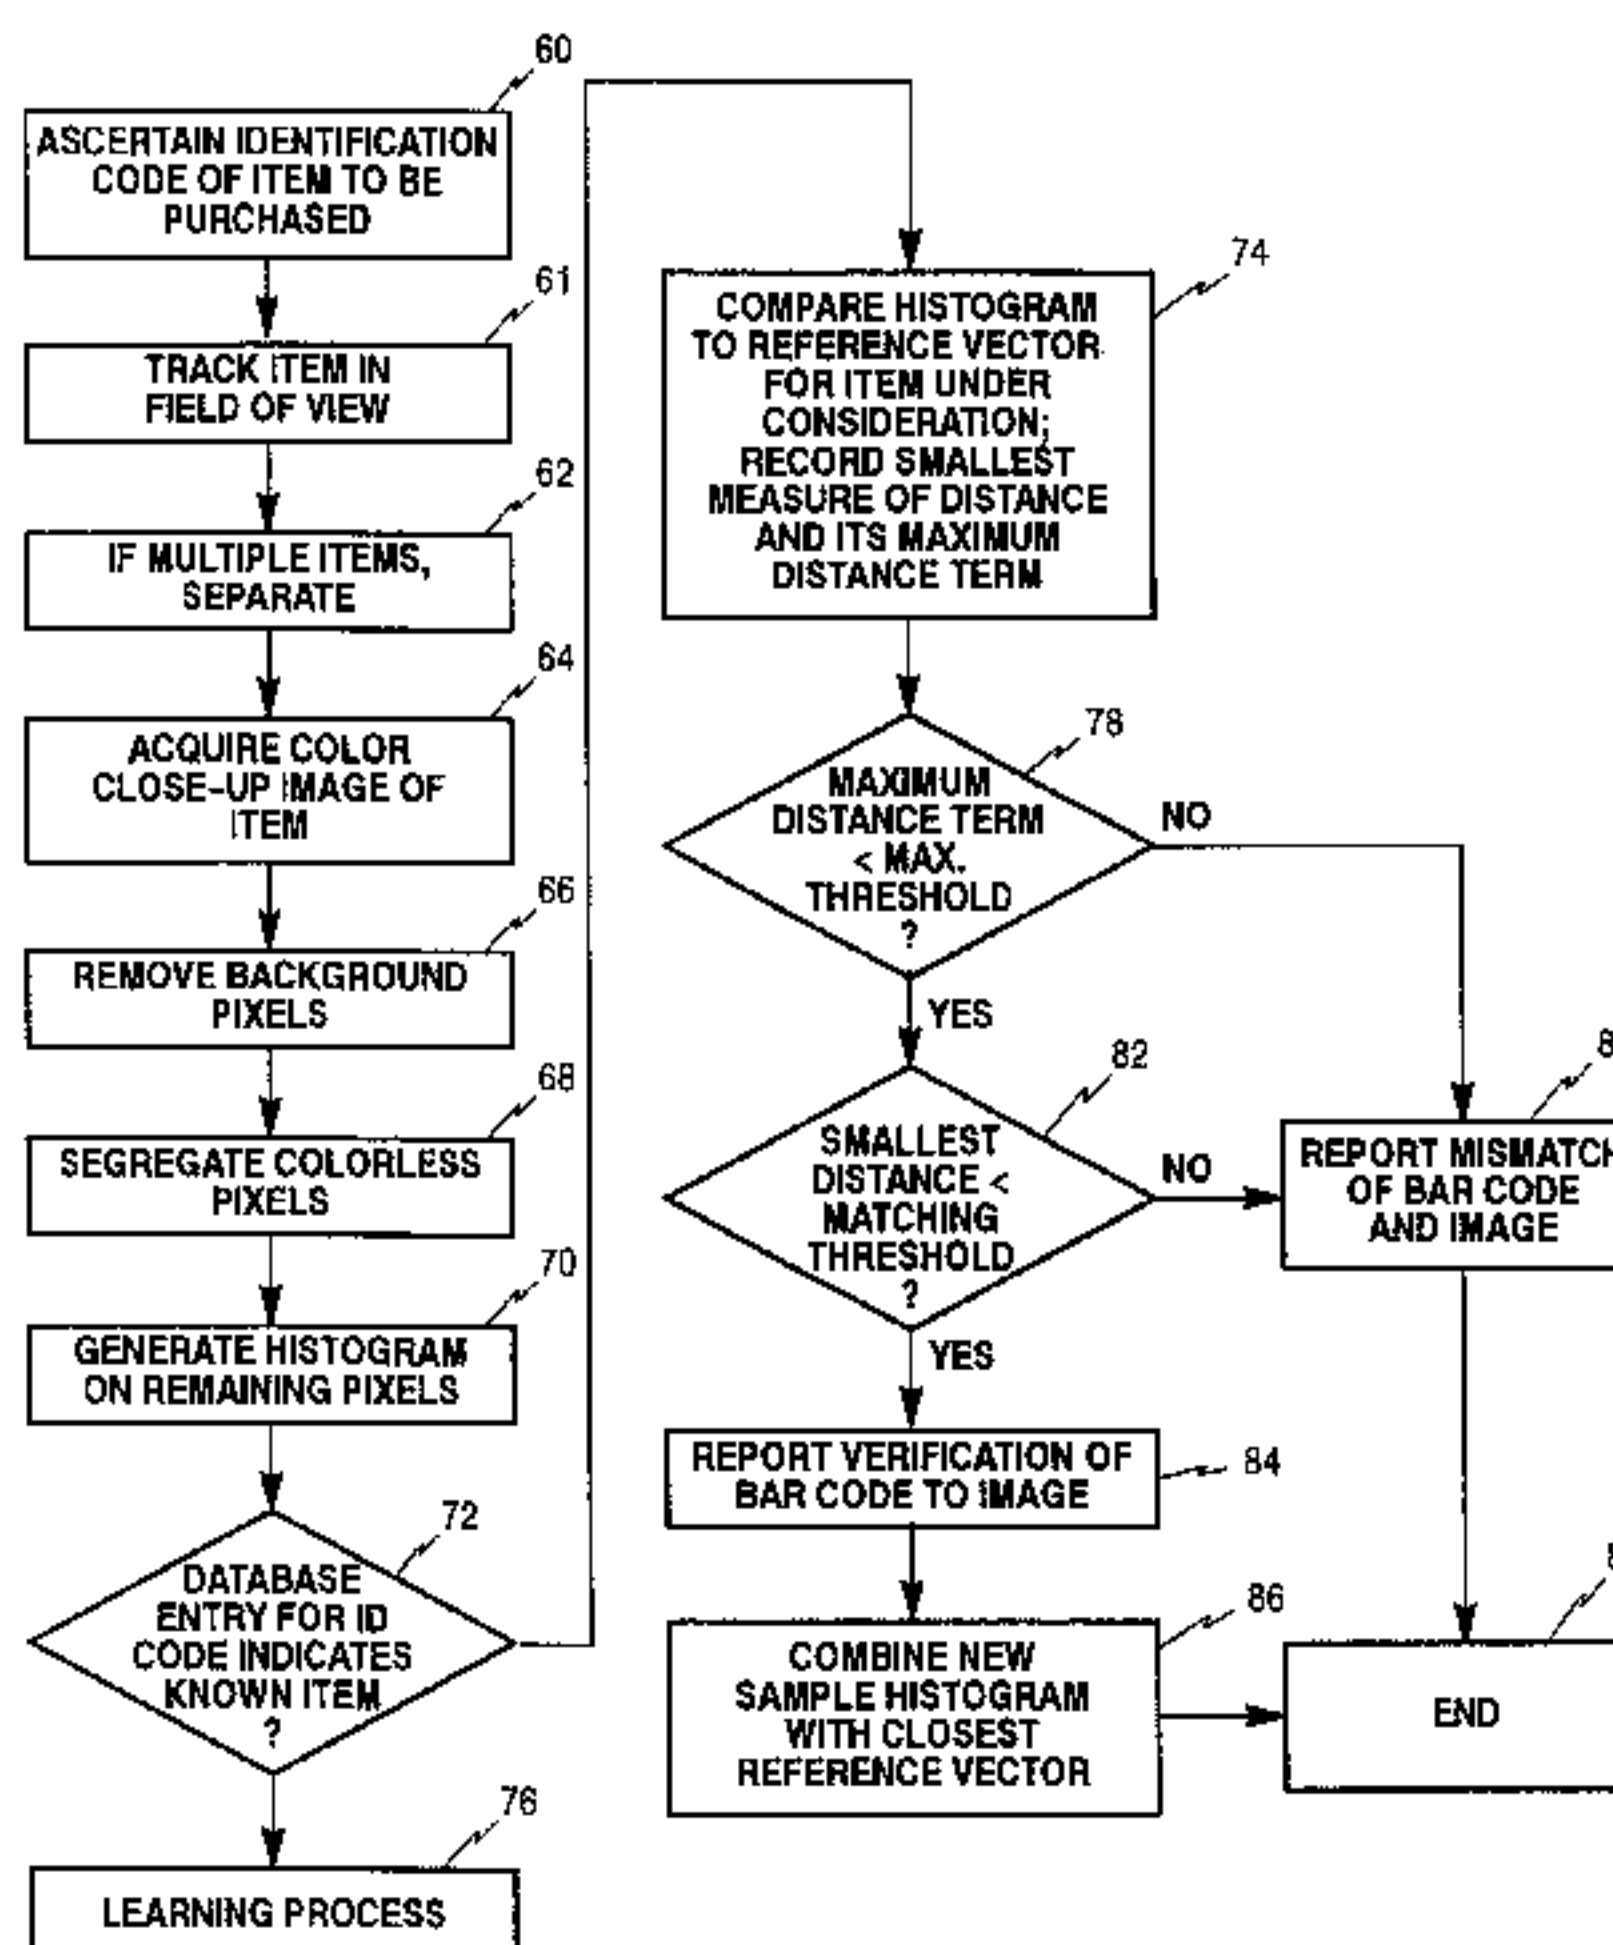 60
ASCERTAIN IDENTIFICATION
CODE OF ITEM TO BE
PURCHASED
61
TRACK ITEM IN
FIELD OF VIEW
62
IF MULTIPLE ITEMS,
SEPARATE
64
ACQUIRE COLOR
CLOSE-UP IMAGE OF
ITEM
66
REMOVE BACKGROUND
PIXELS
68
SEGREGATE COLORLESS
PIXELS
70
GENERATE HISTOGRAM
ON REMAINING PIXELS
72
DATABASE
ENTRY FOR ID
CODE INDICATES
KNOWN ITEM
?
76
LEARNING PROCESS
74
COMPARE HISTOGRAM
TO REFERENCE VECTOR
FOR ITEM UNDER
CONSIDERATION;
RECORD SMALLEST
MEASURE OF DISTANCE
AND ITS MAXIMUM
DISTANCE TERM
78
MAXIMUM
DISTANCE TERM
< MAX.
THRESHOLD
?
NO
YES
82
SMALLEST
DISTANCE <
MATCHING
THRESHOLD
?
NO
YES
REPORT MISMATCH
OF BAR CODE
AND IMAGE
84
REPORT VERIFICATION OF
BAR CODE TO IMAGE
86
COMBINE NEW
SAMPLE HISTOGRAM
WITH CLOSEST
REFERENCE VECTOR
END